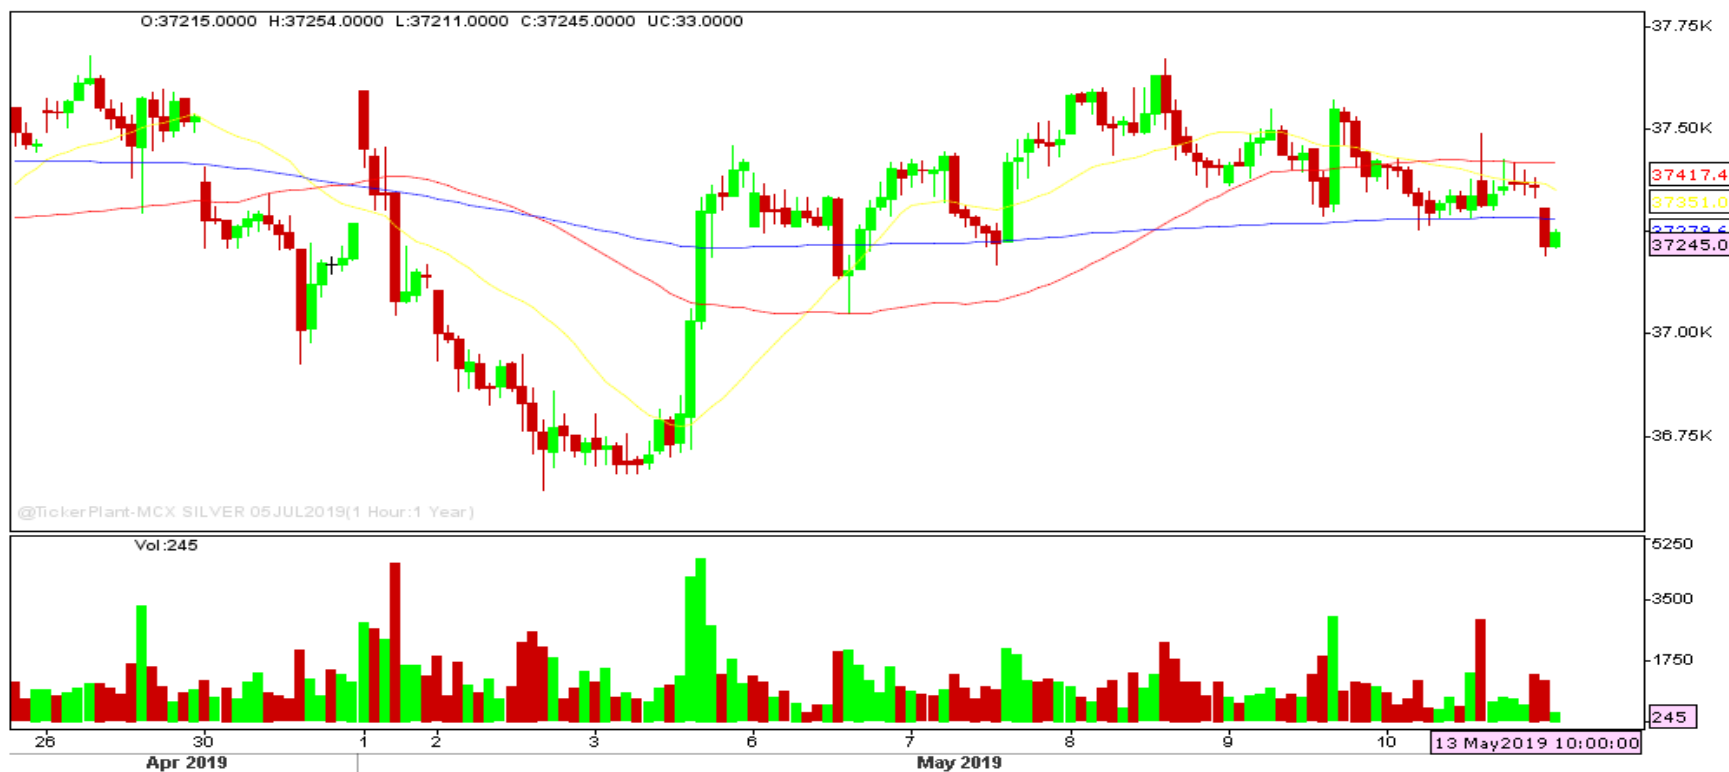 O:37215.0000 H:37254.0000 L:37211.0000 C:37245.0000 UC:33.0000
37.75K
37.50K
37417.4
37351.0
37279.6
37245.0
37.00K
36.75K
@TickerPlant-MCX SILVER 05JUL2019(1 Hour:1 Year)
Vol:245
5250
3500
1750
245
26 30 1 2 3 6 7 8 9 10 13 May2019 10:00:00
Apr 2019 May 2019